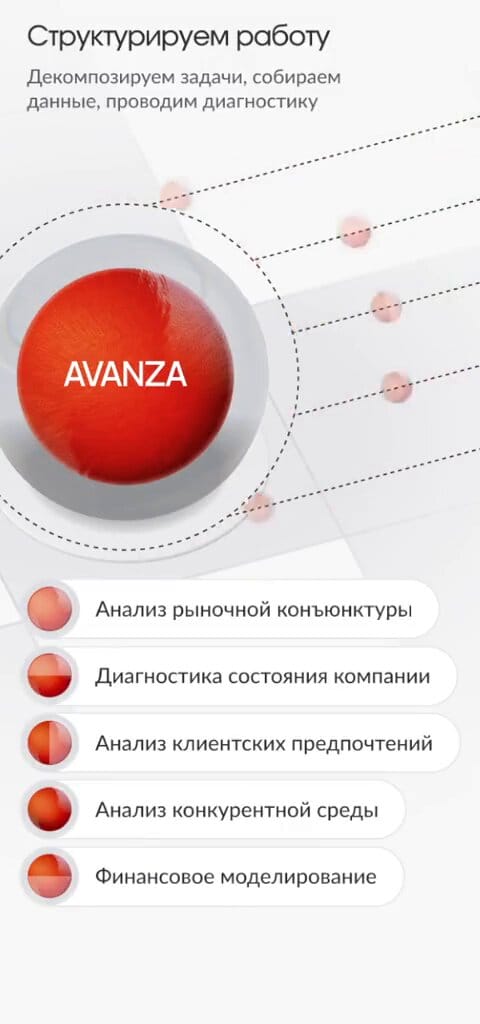 Структурируем работу
Декомпозируем задачи, собираем
данные, проводим диагностику
AVANZA
Анализ рыночной конъюнктуры
Диагностика состояния компании
Анализ клиентских предпочтений
Анализ конкурентной среды
Финансовое моделирование